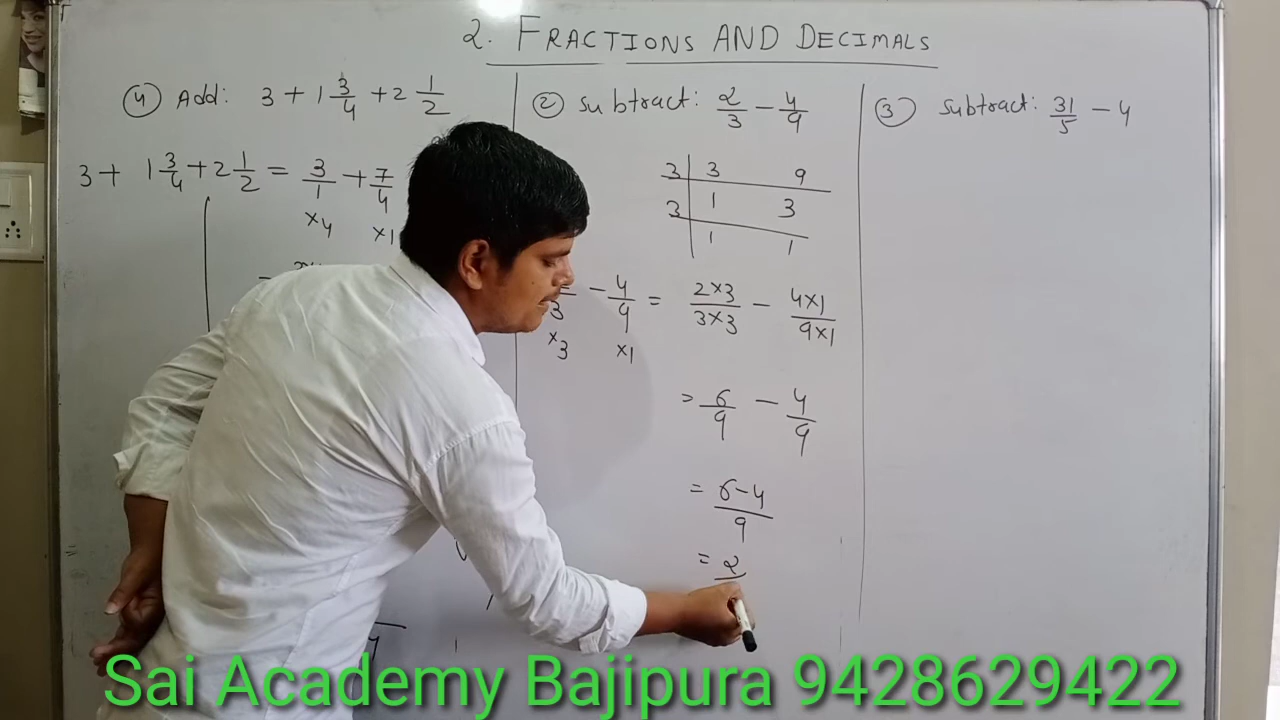 2. FRACTIONS AND DECIMALS
④ Add: 3 + 1 3/4 + 2 1/2
3 + 1 3/4 + 2 1/2 = 3/1 + 7/4
×4 ×1
② Subtract: 2/3 - 4/9
3 | 3 9
3 | 1 3
| 1 1
/3 - 4/9 = 2×3/3×3 - 4×1/9×1
×3 ×1
= 6/9 - 4/9
= 6-4/9
= 2/
③ Subtract: 31/5 - 4
Sai Academy Bajipura 9428629422